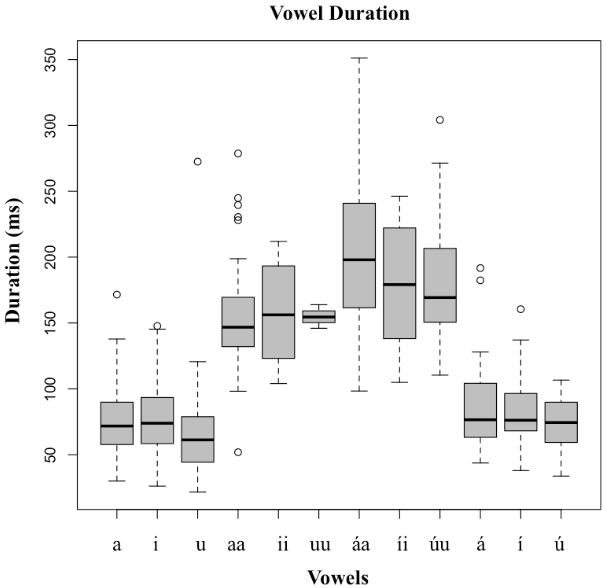 Vowel Duration
Duration (ms)
350
300
250
200
150
100
50
a i u aa ii uu áa íi úu á í ú
Vowels